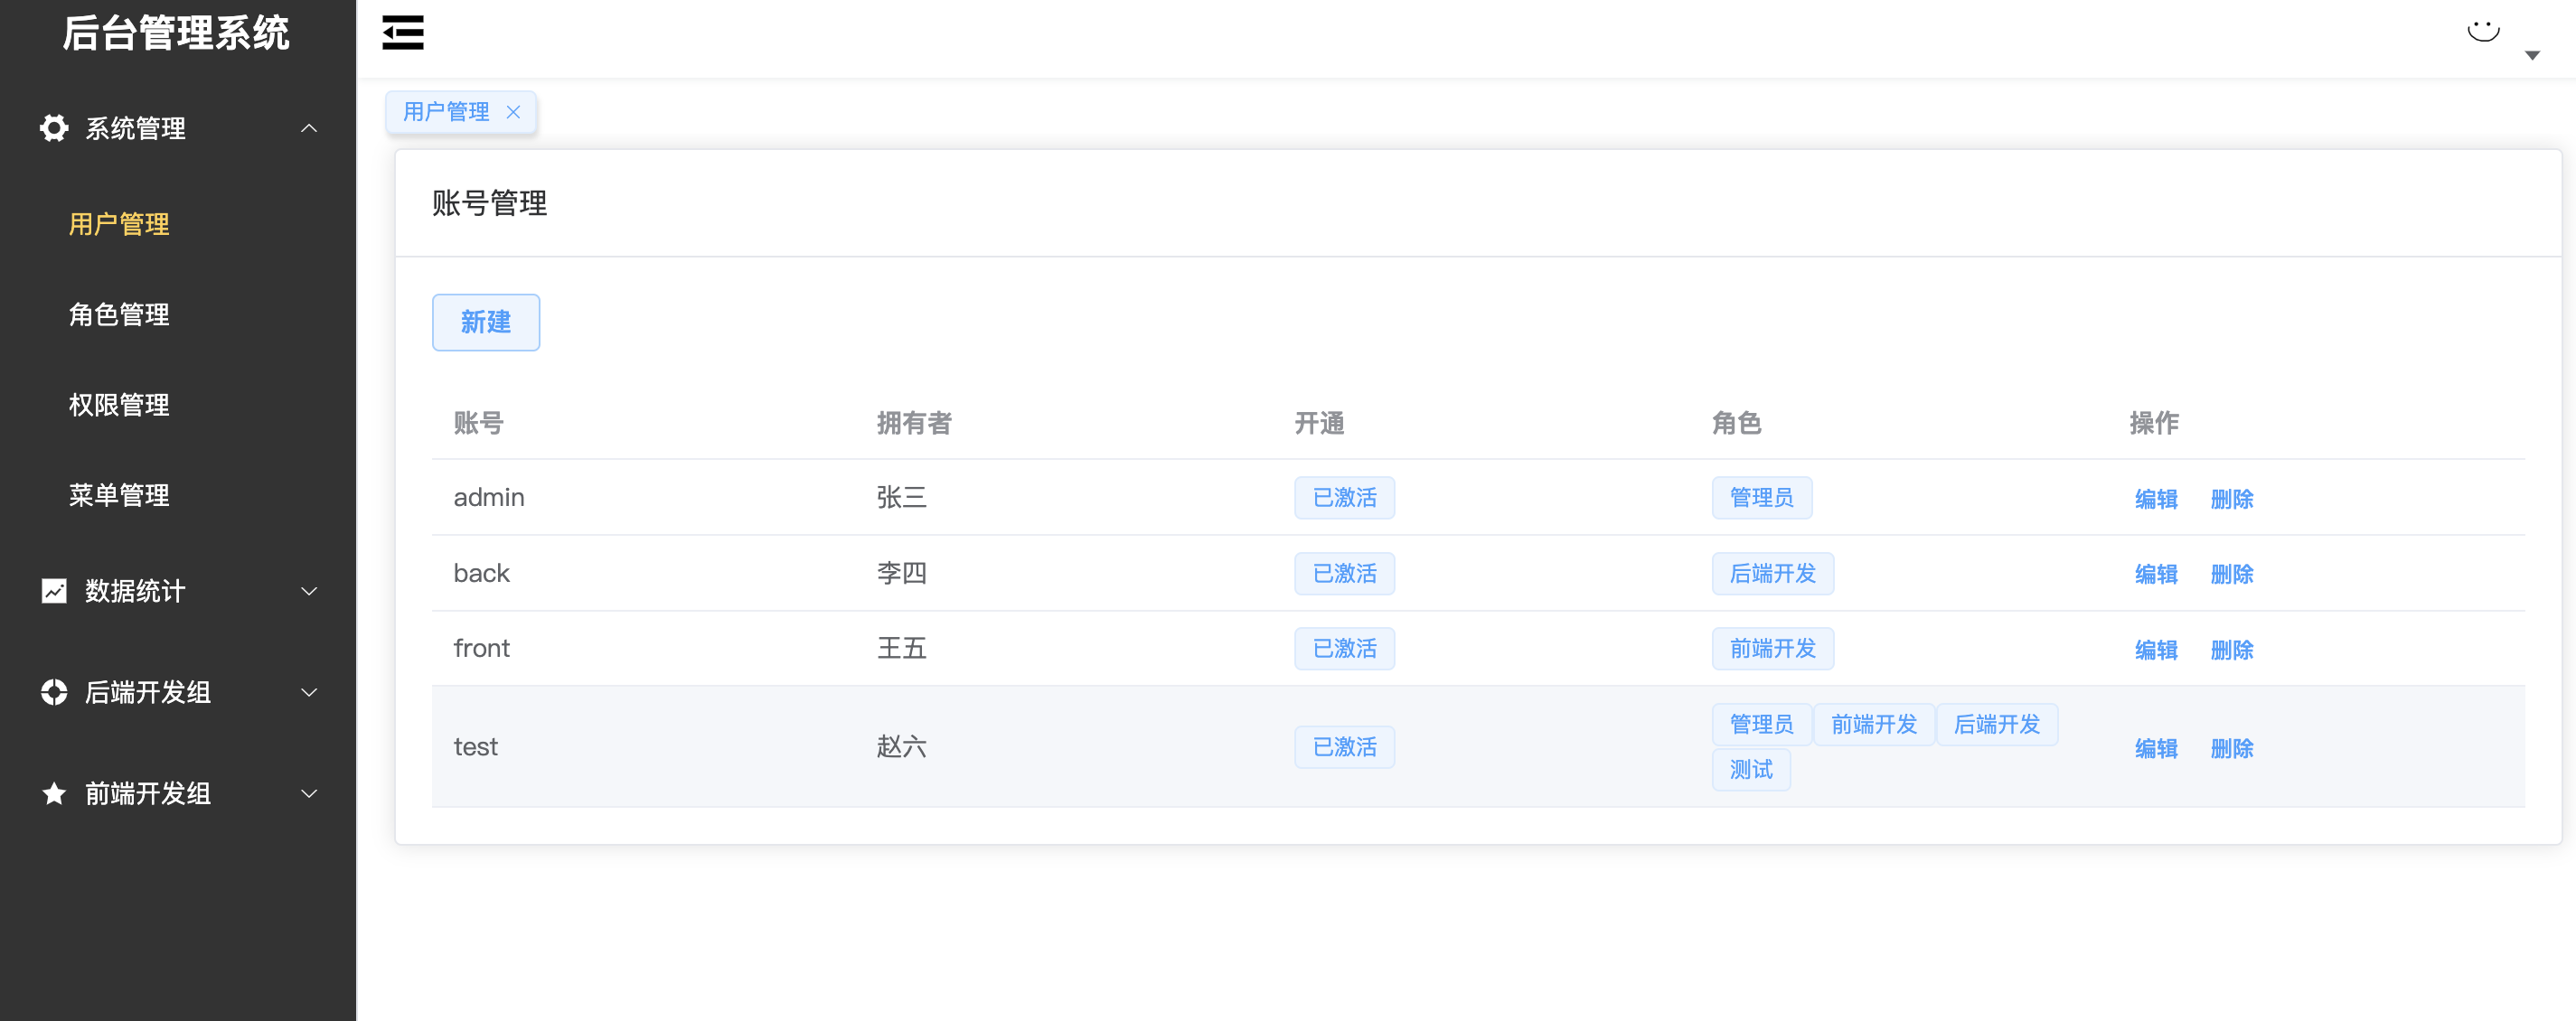 后台管理系统
系统管理
用户管理
角色管理
权限管理
菜单管理
数据统计
后端开发组
前端开发组
用户管理
账号管理
新建
账号 拥有者 开通 角色 操作
admin 张三 已激活 管理员 编辑 删除
back 李四 已激活 后端开发 编辑 删除
front 王五 已激活 前端开发 编辑 删除
test 赵六 已激活 管理员 前端开发 后端开发 编辑 删除
测试